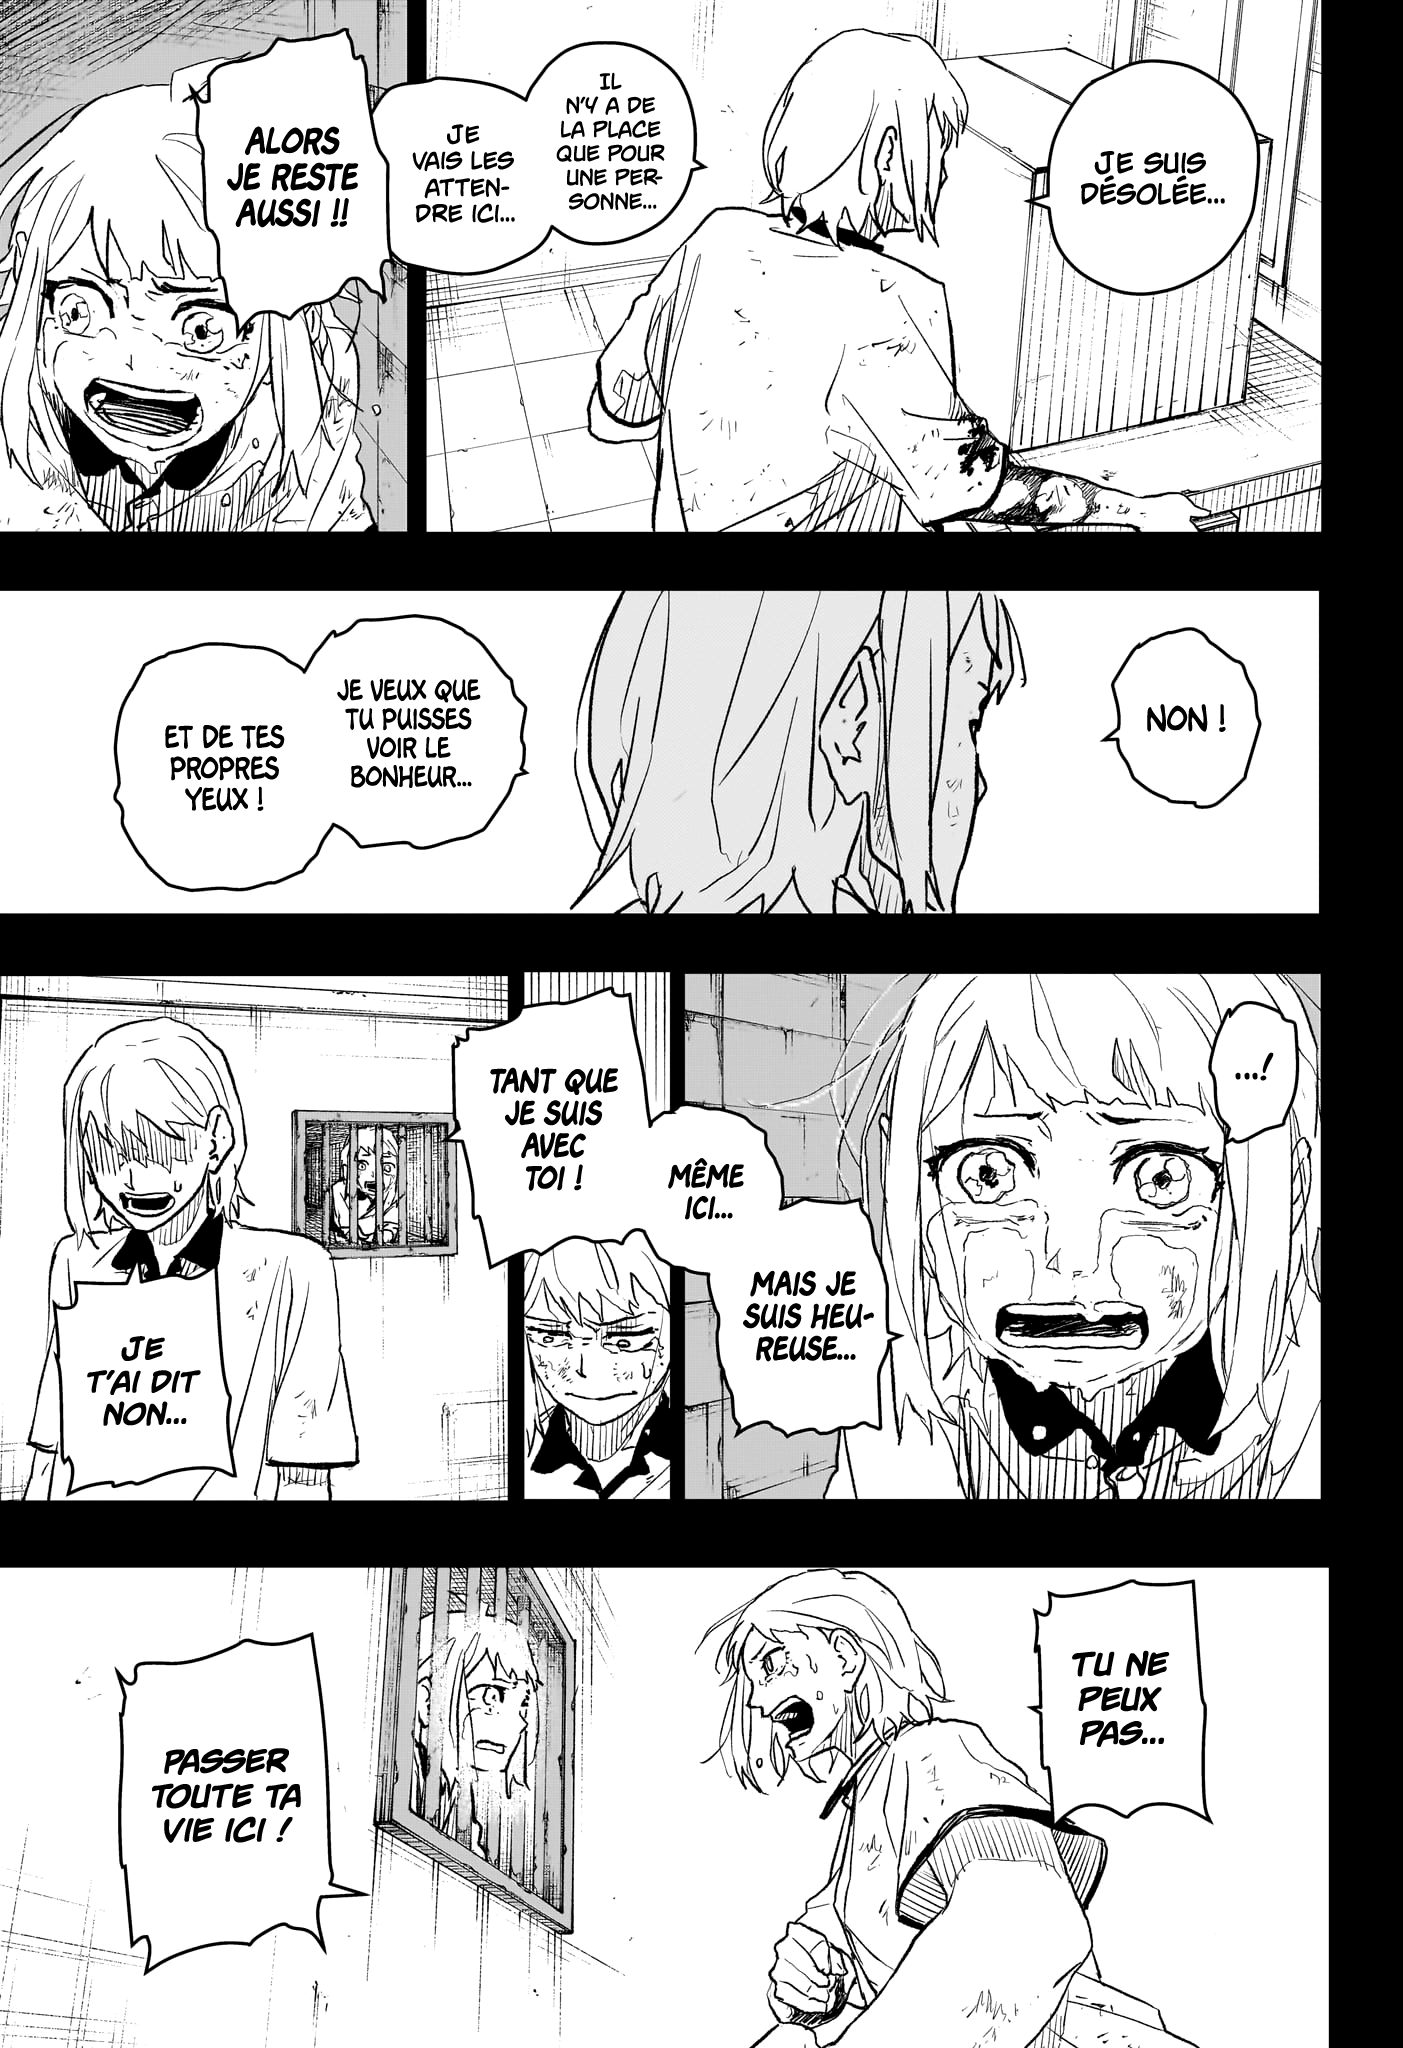 JE SUIS
DÉSOLÉE...
IL
N'Y A DE
LA PLACE
QUE POUR
UNE PER-
SONNE...
JE
VAIS LES
ATTEN-
DRE ICI...
ALORS
JE RESTE
AUSSI !!
NON !
JE VEUX QUE
TU PUISSES
VOIR LE
BONHEUR...
ET DE TES
PROPRES
YEUX !
...!
MAIS JE
SUIS HEU-
REUSE...
MÊME
ICI...
TANT QUE
JE SUIS
AVEC
TOI !
JE
T'AI DIT
NON...
TU NE
PEUX
PAS...
PASSER
TOUTE TA
VIE ICI !